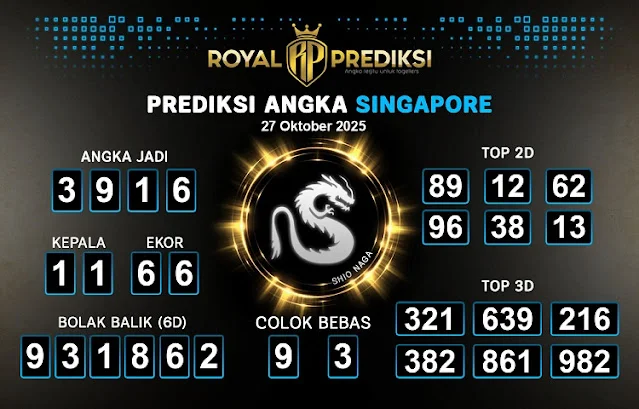 ROYAL RP PREDIKSI
Angka Jeplu untuk togellers
PREDIKSI ANGKA SINGAPORE
27 Oktober 2025
ANGKA JADI
3 9 1 6
KEPALA EKOR
1 1 6 6
BOLAK BALIK (6D)
9 3 1 8 6 2
SHIO NAGA
COLOK BEBAS
9 3
TOP 2D
89 12 62
96 38 13
TOP 3D
321 639 216
382 861 982